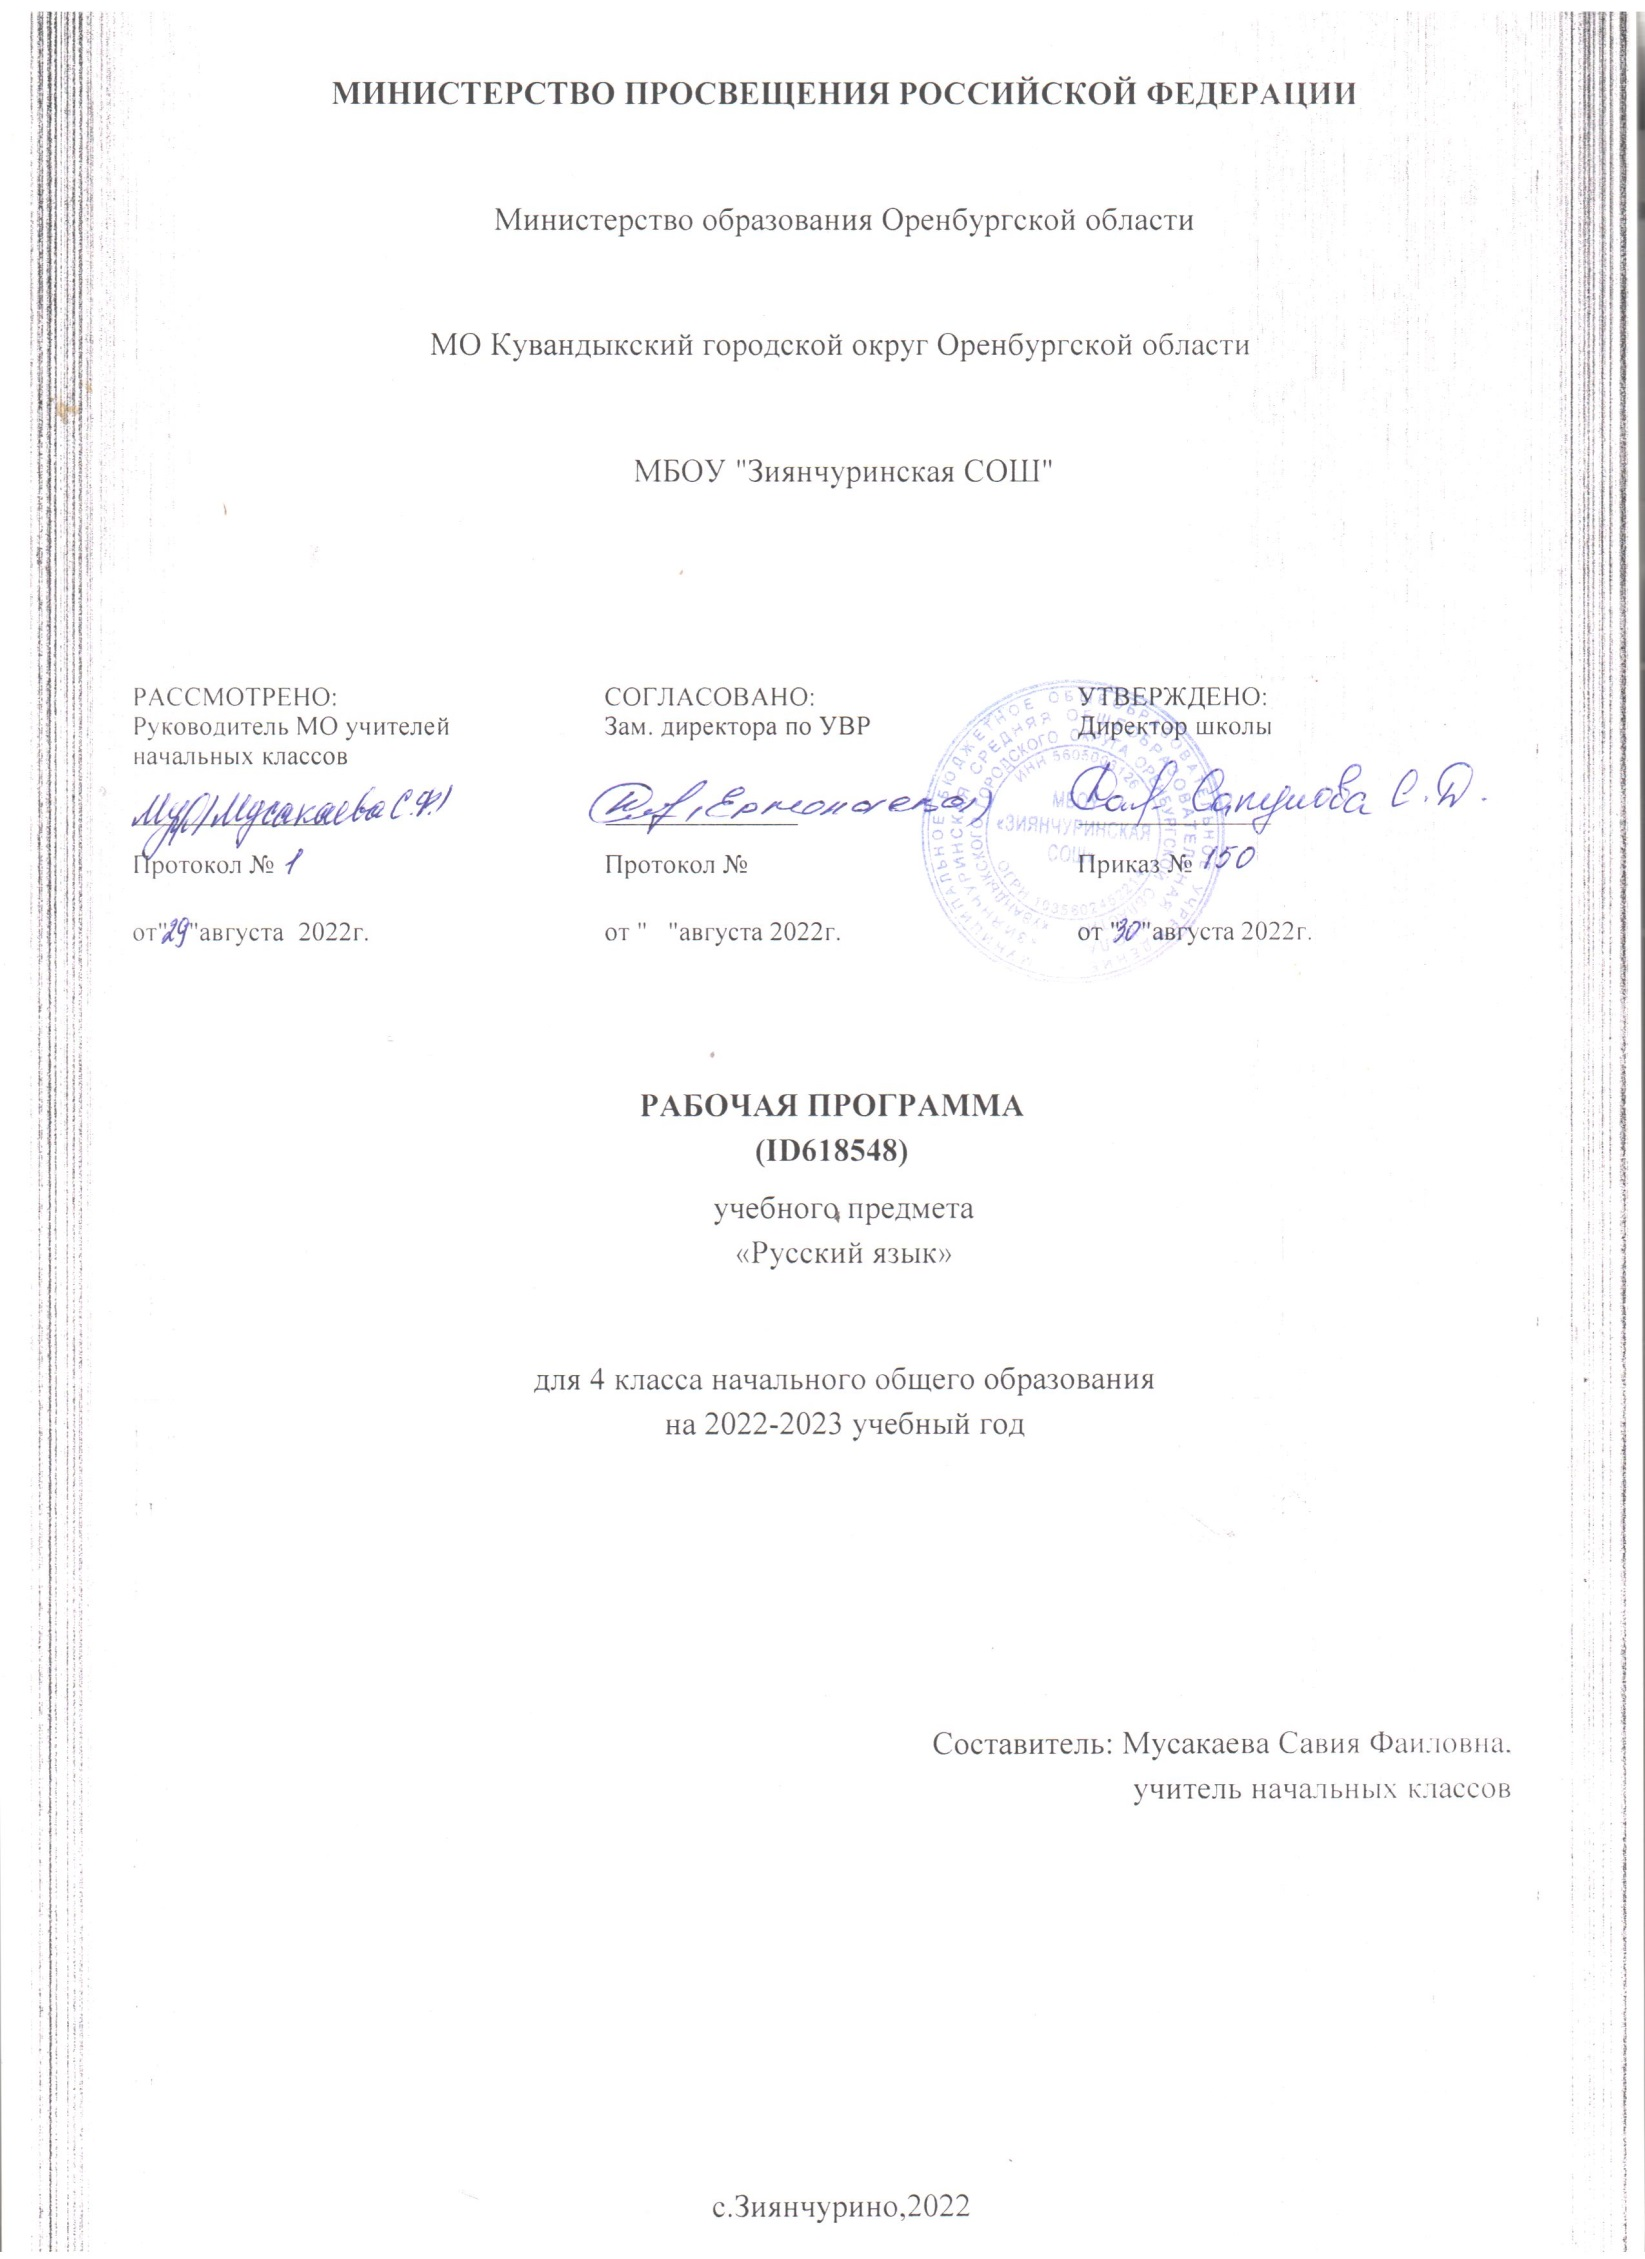 МИНИСТЕРСТВО ПРОСВЕЩЕНИЯ РОССИЙСКОЙ ФЕДЕРАЦИИ
Министерство образования Оренбургской области
МО Кувандыкский городской округ Оренбургской области
МБОУ "Зиянчуринская СОШ"
РАССМОТРЕНО:
Руководитель МО учителей
начальных классов
Мусакаева С.Ф.)
Протокол № 1
от"29"августа 2022г.
СОГЛАСОВАНО:
Зам. директора по УВР
Протокол №
от " "августа 2022г.
УТВЕРЖДЕНО:
Директор школы
С.Д.
Приказ № 150
от "30"августа 2022г.
МБОУ
«ЗИЯНЧУРИНСКАЯ
СОШ»
РАБОЧАЯ ПРОГРАММА
(ID618548)
учебного предмета
«Русский язык»
для 4 класса начального общего образования
на 2022-2023 учебный год
Составитель: Мусакаева Савия Фаиловна.
учитель начальных классов
с.Зиянчурино,2022